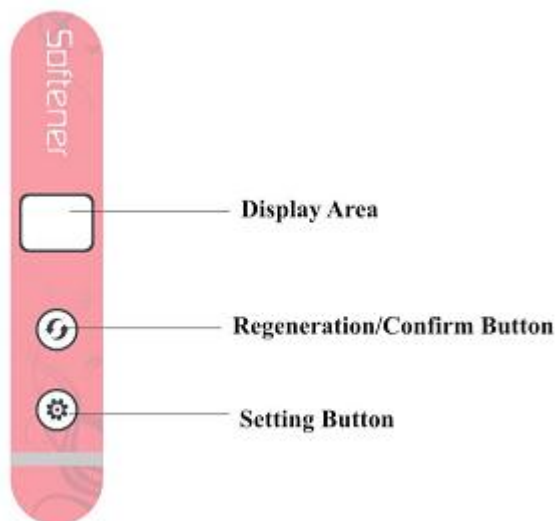 Softener
Display Area
Regeneration/Confirm Button
Setting Button